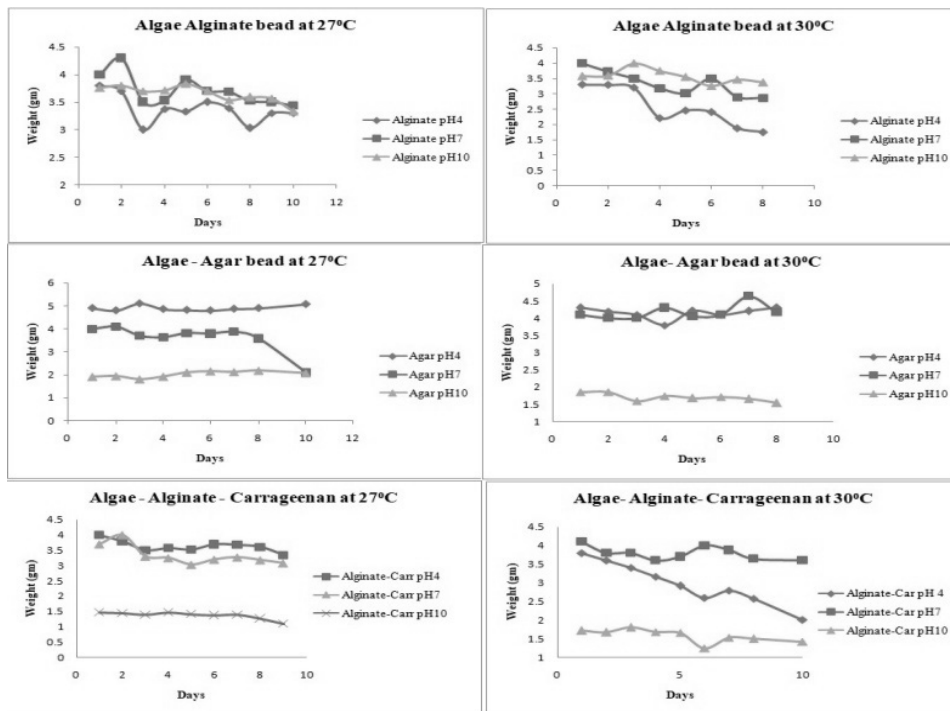 Algae Alginate bead at 27⁰C
Weight (gm)
4.5
4
3.5
3
2.5
2
0 2 4 6 8 10 12
Days
Alginate pH4
Alginate pH7
Alginate pH10
Algae Alginate bead at 30⁰C
Weight (gm)
4.5
4
3.5
3
2.5
2
1.5
1
0.5
0
0 2 4 6 8 10
Days
Alginate pH4
Alginate pH7
Alginate pH10
Algae - Agar bead at 27⁰C
Weight (gm)
6
5
4
3
2
1
0
0 2 4 6 8 10 12
Days
Agar pH4
Agar pH7
Agar pH10
Algae- Agar bead at 30⁰C
Weight (gm)
5
4.5
4
3.5
3
2.5
2
1.5
1
0 2 4 6 8 10
Days
Agar pH4
Agar pH7
Agar pH10
Algae - Alginate - Carrageenan at 27⁰C
Weight (gm)
4.5
4
3.5
3
2.5
2
1.5
1
0.5
0
0 2 4 6 8 10
Days
Alginate-Carr pH4
Alginate-Carr pH7
Alginate-Carr pH10
Algae- Alginate- Carrageenan at 30⁰C
Weight (gm)
4.5
4
3.5
3
2.5
2
1.5
1
0 5 10
Days
Alginate-Car pH 4
Alginate-Car pH7
Alginate-Car pH10